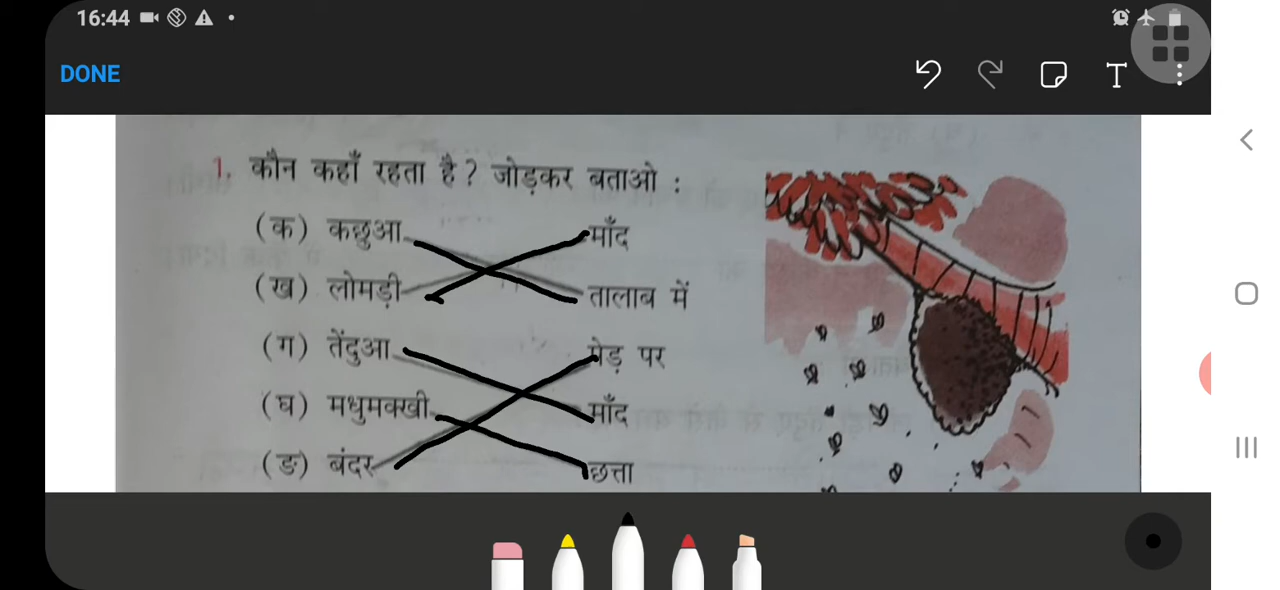 16:44
DONE
T
1. कौन कहाँ रहता है? जोड़कर बताओ :
(क) कछुआ माँद
(ख) लोमड़ी तालाब में
(ग) तेंदुआ पेड़ पर
(घ) मधुमक्खी माँद
(ङ) बंदर छत्ता